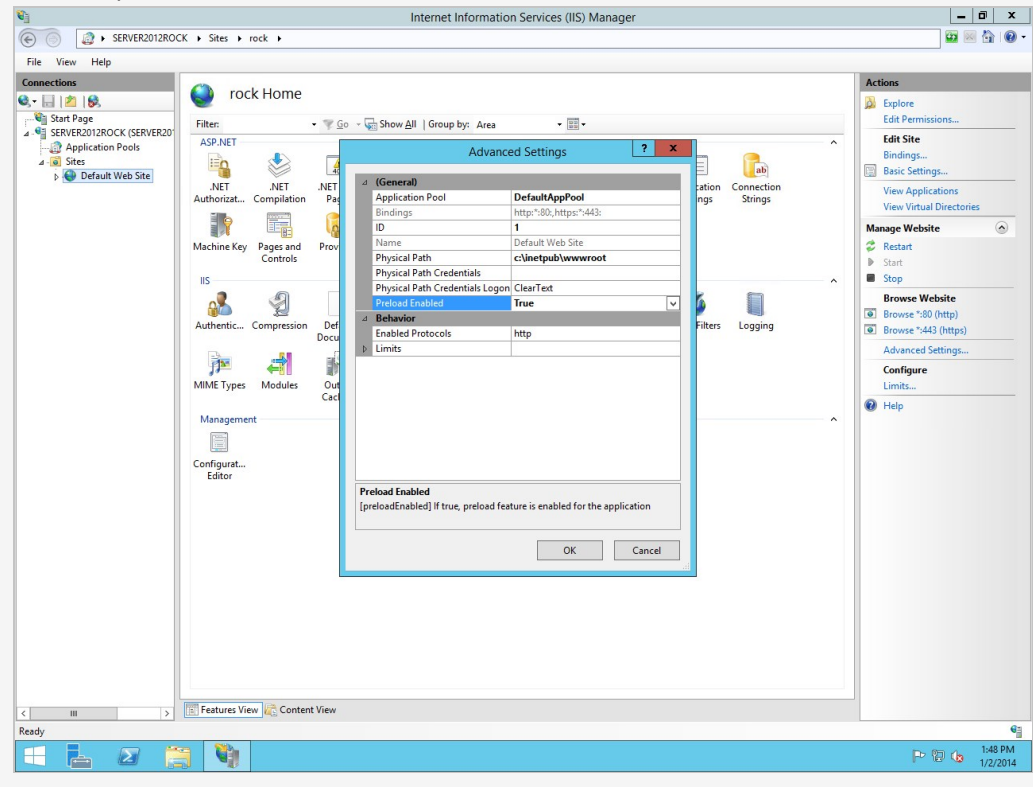 Internet Information Services (IIS) Manager
SERVER2012ROCK Sites rock
File View Help
Connections
Start Page
SERVER2012ROCK (SERVER20
Application Pools
Sites
Default Web Site
rock Home
Filter: Go Show All Group by: Area
ASP.NET
.NET Authorizat...
.NET Compilation
.NET
Connection Strings
Machine Key
Pages and Controls
Prov
IIS
Authentic...
Compression
Def
Docu
Filters
Logging
MIME Types
Modules
Out
Cacl
Management
Configurat... Editor
Advanced Settings
? x
(General)
Application Pool DefaultAppPool
Bindings http:*:80:,https:*:443:
ID 1
Name Default Web Site
Physical Path c:\inetpub\wwwroot
Physical Path Credentials
Physical Path Credentials Logon ClearText
Preload Enabled True
Behavior
Enabled Protocols http
Limits
Preload Enabled
[preloadEnabled] If true, preload feature is enabled for the application
OK Cancel
Features View Content View
Actions
Explore
Edit Permissions...
Edit Site
Bindings...
Basic Settings...
View Applications
View Virtual Directories
Manage Website
Restart
Start
Stop
Browse Website
Browse *:80 (http)
Browse *:443 (https)
Advanced Settings...
Configure
Limits...
Help
Ready
1:48 PM
1/2/2014